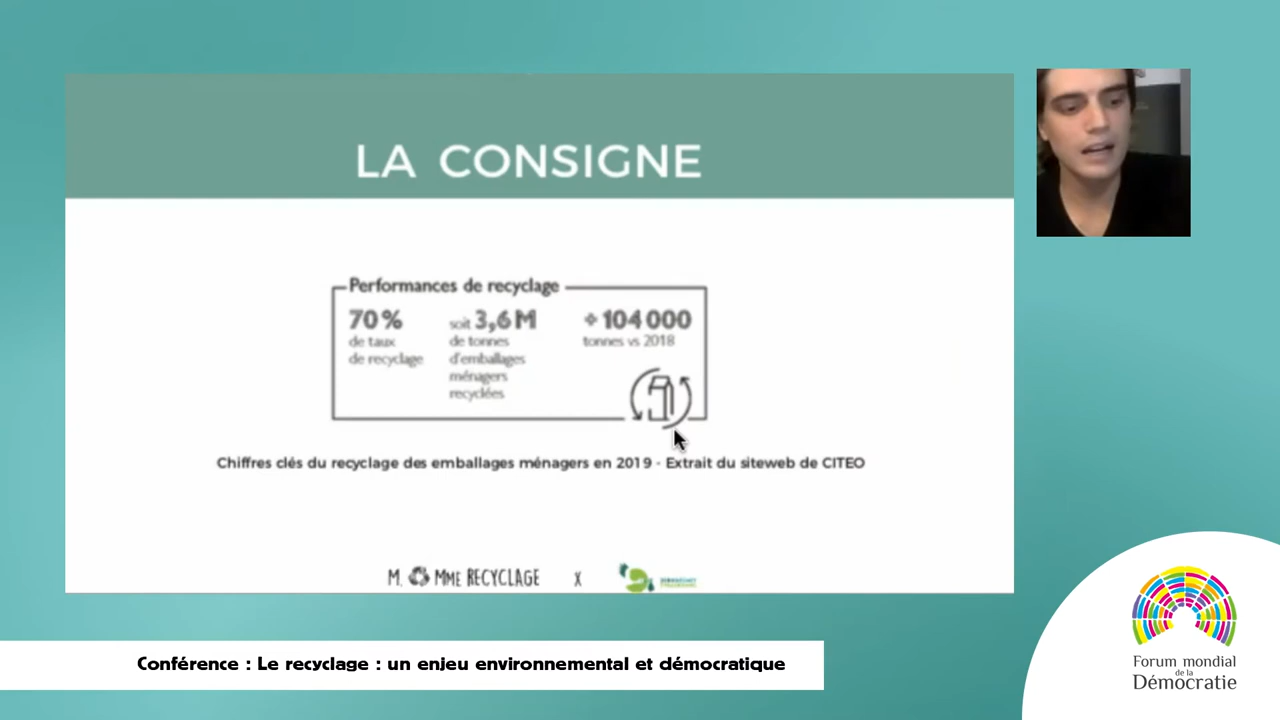 LA CONSIGNE
Performances de recyclage
70%
de taux
de recyclage
soit 3,6 M
de tonnes
d'emballages
ménagers
recyclées
+ 104 000
tonnes vs 2018
Chiffres clés du recyclage des emballages ménagers en 2019 - Extrait du siteweb de CITEO
M. MME RECYCLAGE X
Conférence : Le recyclage : un enjeu environnemental et démocratique
Forum mondial
de la
Démocratie